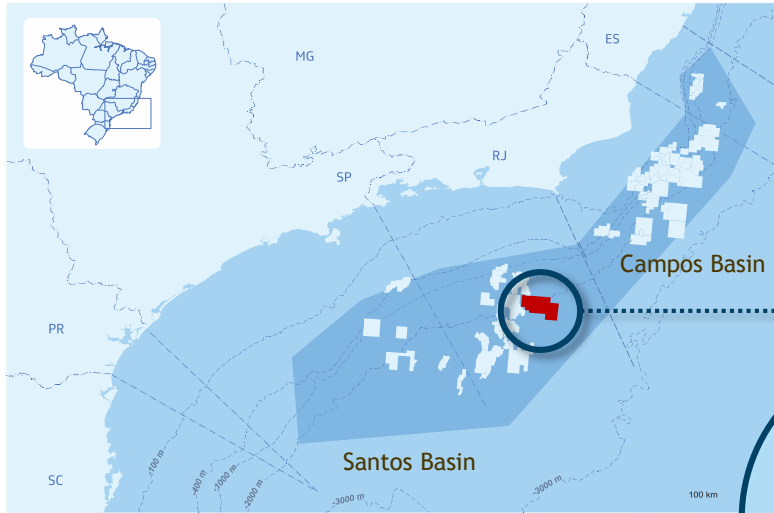 MG
ES
RJ
SP
Campos Basin
PR
Santos Basin
-100 m
-400 m
-1000 m
-2000 m
-3000 m
-3000 m
SC
100 km